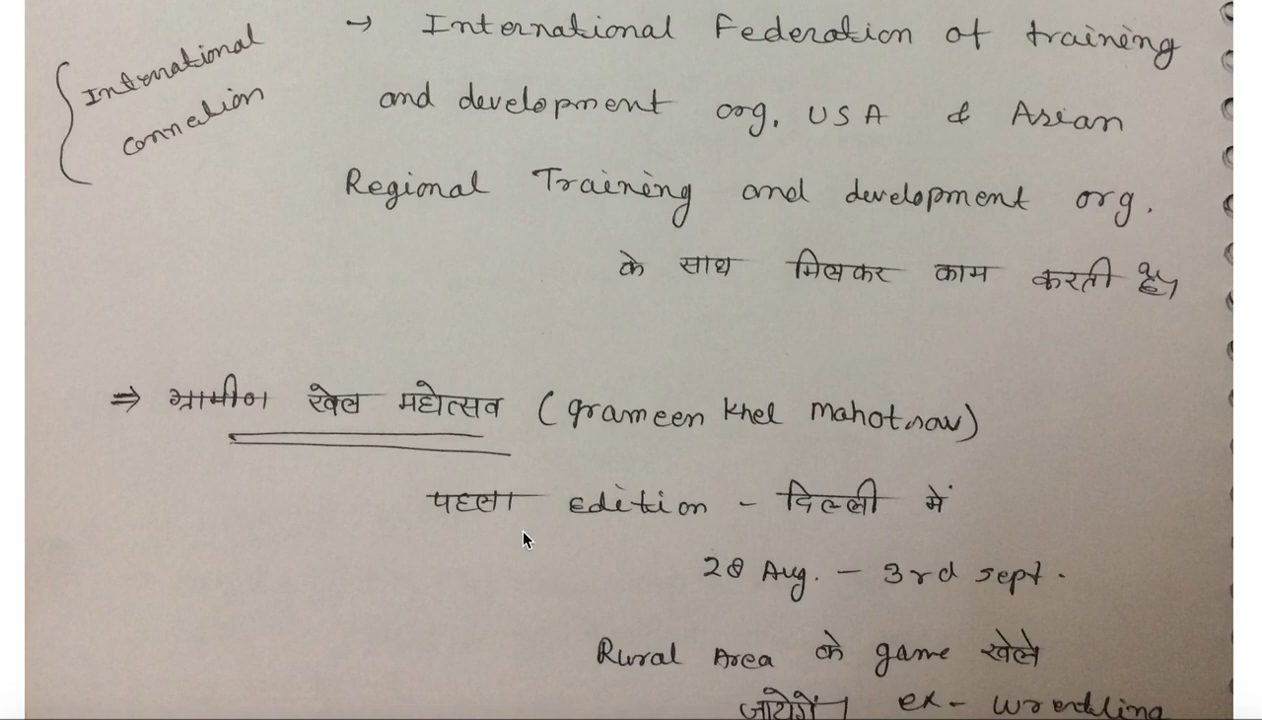 International
connection
→ International Federation of training
and development org. USA & Asian
Regional Training and development org.
के साथ मिलकर काम करती है।
⇒ ग्रामीण खेल महोत्सव (grameen khel mahotsav)
पहला Edition - दिल्ली में
28 Aug. - 3rd sept.
Rural Area के game खेले
जायेगें। ex- wrestling